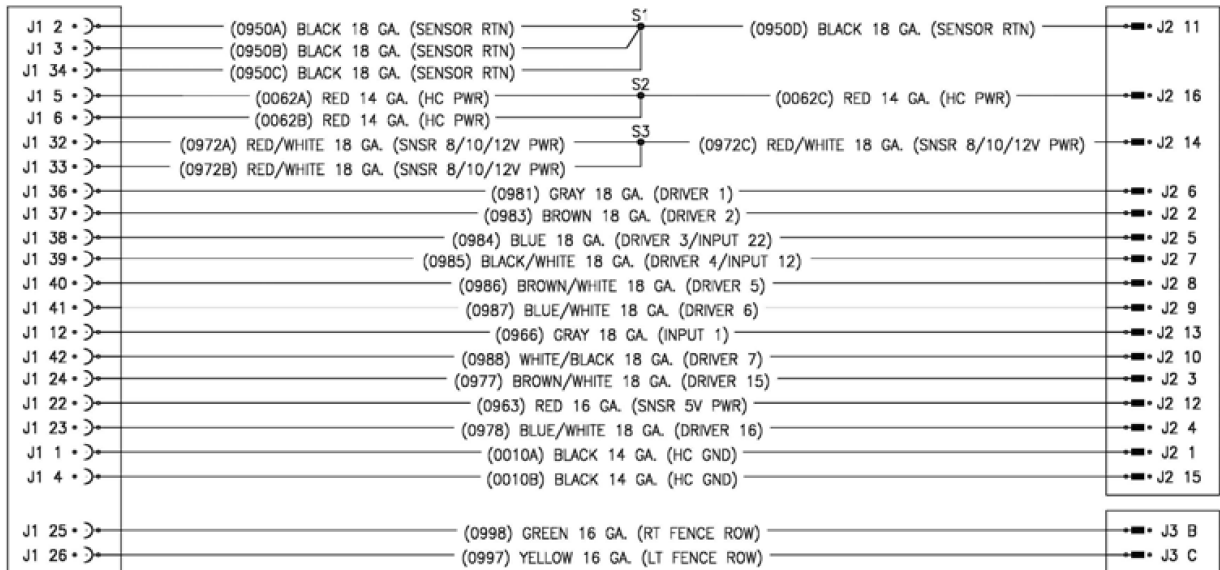 S1
J1 2 (0950A) BLACK 18 GA. (SENSOR RTN) (0950D) BLACK 18 GA. (SENSOR RTN) J2 11
J1 3 (0950B) BLACK 18 GA. (SENSOR RTN)
J1 34 (0950C) BLACK 18 GA. (SENSOR RTN)
S2
J1 5 (0062A) RED 14 GA. (HC PWR) (0062C) RED 14 GA. (HC PWR) J2 16
J1 6 (0062B) RED 14 GA. (HC PWR)
S3
J1 32 (0972A) RED/WHITE 18 GA. (SNSR 8/10/12V PWR) (0972C) RED/WHITE 18 GA. (SNSR 8/10/12V PWR) J2 14
J1 33 (0972B) RED/WHITE 18 GA. (SNSR 8/10/12V PWR)
J1 36 (0981) GRAY 18 GA. (DRIVER 1) J2 6
J1 37 (0983) BROWN 18 GA. (DRIVER 2) J2 2
J1 38 (0984) BLUE 18 GA. (DRIVER 3/INPUT 22) J2 5
J1 39 (0985) BLACK/WHITE 18 GA. (DRIVER 4/INPUT 12) J2 7
J1 40 (0986) BROWN/WHITE 18 GA. (DRIVER 5) J2 8
J1 41 (0987) BLUE/WHITE 18 GA. (DRIVER 6) J2 9
J1 12 (0966) GRAY 18 GA. (INPUT 1) J2 13
J1 42 (0988) WHITE/BLACK 18 GA. (DRIVER 7) J2 10
J1 24 (0977) BROWN/WHITE 18 GA. (DRIVER 15) J2 3
J1 22 (0963) RED 16 GA. (SNSR 5V PWR) J2 12
J1 23 (0978) BLUE/WHITE 18 GA. (DRIVER 16) J2 4
J1 1 (0010A) BLACK 14 GA. (HC GND) J2 1
J1 4 (0010B) BLACK 14 GA. (HC GND) J2 15
J1 25 (0998) GREEN 16 GA. (RT FENCE ROW) J3 B
J1 26 (0997) YELLOW 16 GA. (LT FENCE ROW) J3 C